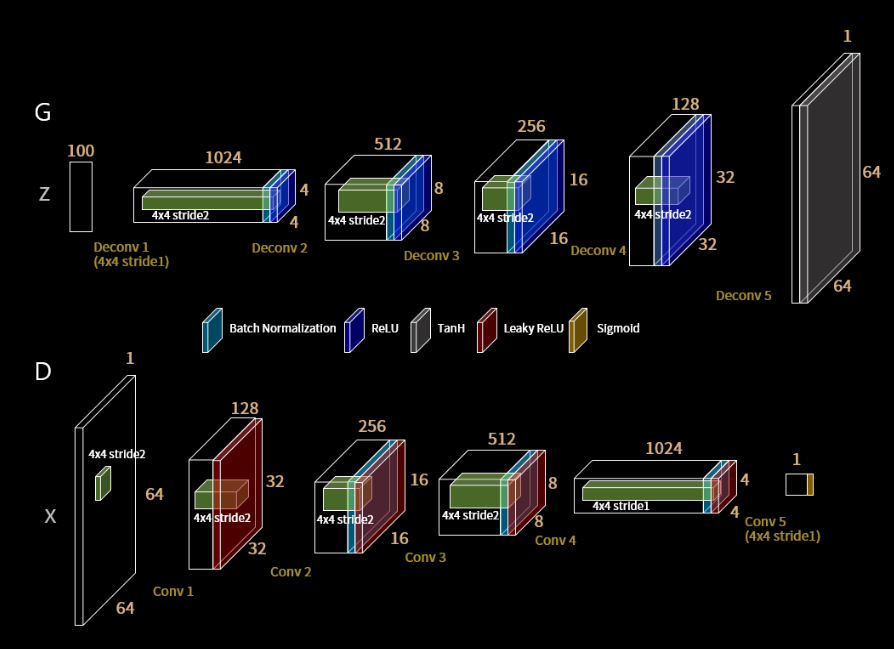 G
Z
100
1024
4x4 stride2
4
4
Deconv 1
(4x4 stride1)
Deconv 2
512
4x4 stride2
8
8
Deconv 3
256
4x4 stride2
16
16
Deconv 4
128
4x4 stride2
32
32
Deconv 5
1
64
64
Batch Normalization
ReLU
TanH
Leaky ReLU
Sigmoid
D
X
1
4x4 stride2
64
64
Conv 1
128
4x4 stride2
32
32
Conv 2
256
4x4 stride2
16
16
Conv 3
512
4x4 stride2
8
8
Conv 4
1024
4x4 stride1
4
4
Conv 5
(4x4 stride1)
1